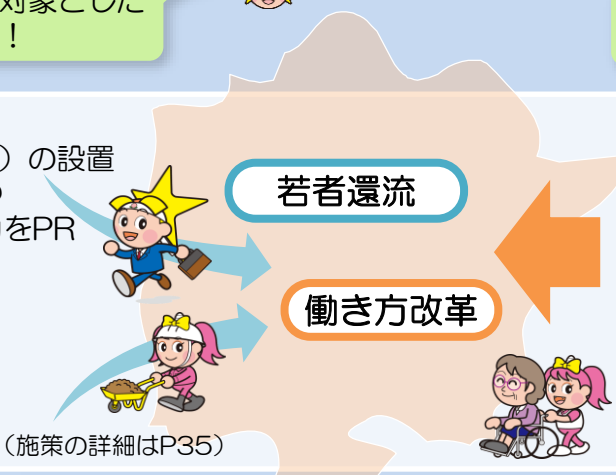 対象とした
！
）の設置
をPR
若者還流
働き方改革
（施策の詳細はP35）